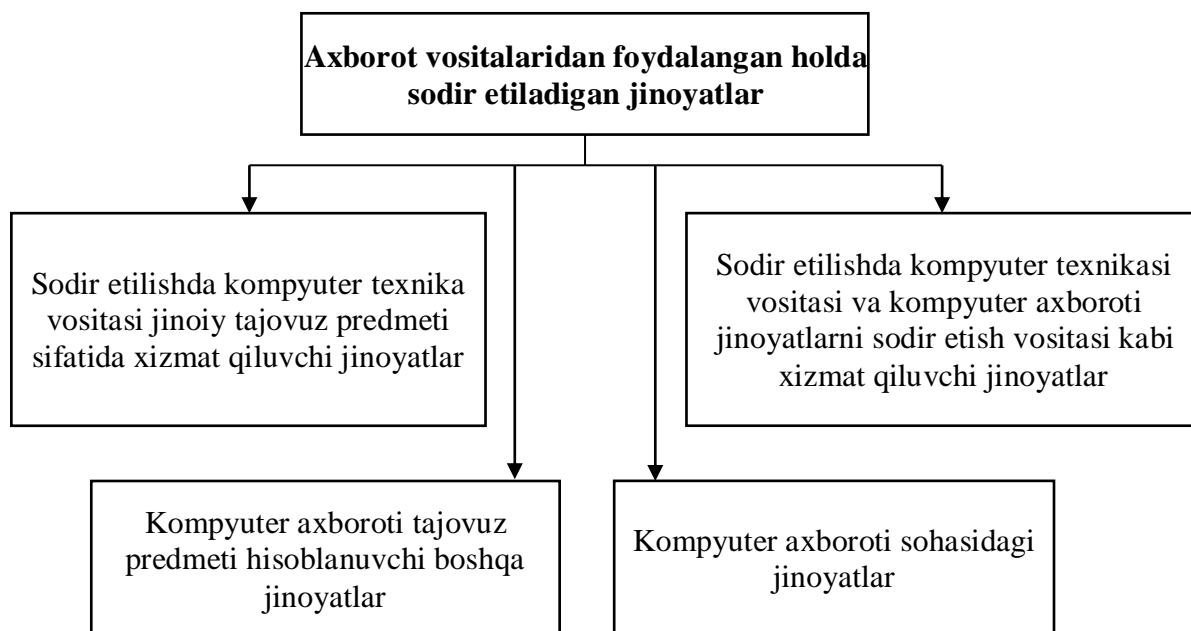 Axborot vositalaridan foydalangan holda
sodir etiladigan jinoyatlar
Sodir etilishda kompyuter texnika
vositasi jinoiy tajovuz predmeti
sifatida xizmat qiluvchi jinoyatlar
Sodir etilishda kompyuter texnikasi
vositasi va kompyuter axboroti
jinoyatlarni sodir etish vositasi kabi
xizmat qiluvchi jinoyatlar
Kompyuter axboroti tajovuz
predmeti hisoblanuvchi boshqa
jinoyatlar
Kompyuter axboroti sohasidagi
jinoyatlar